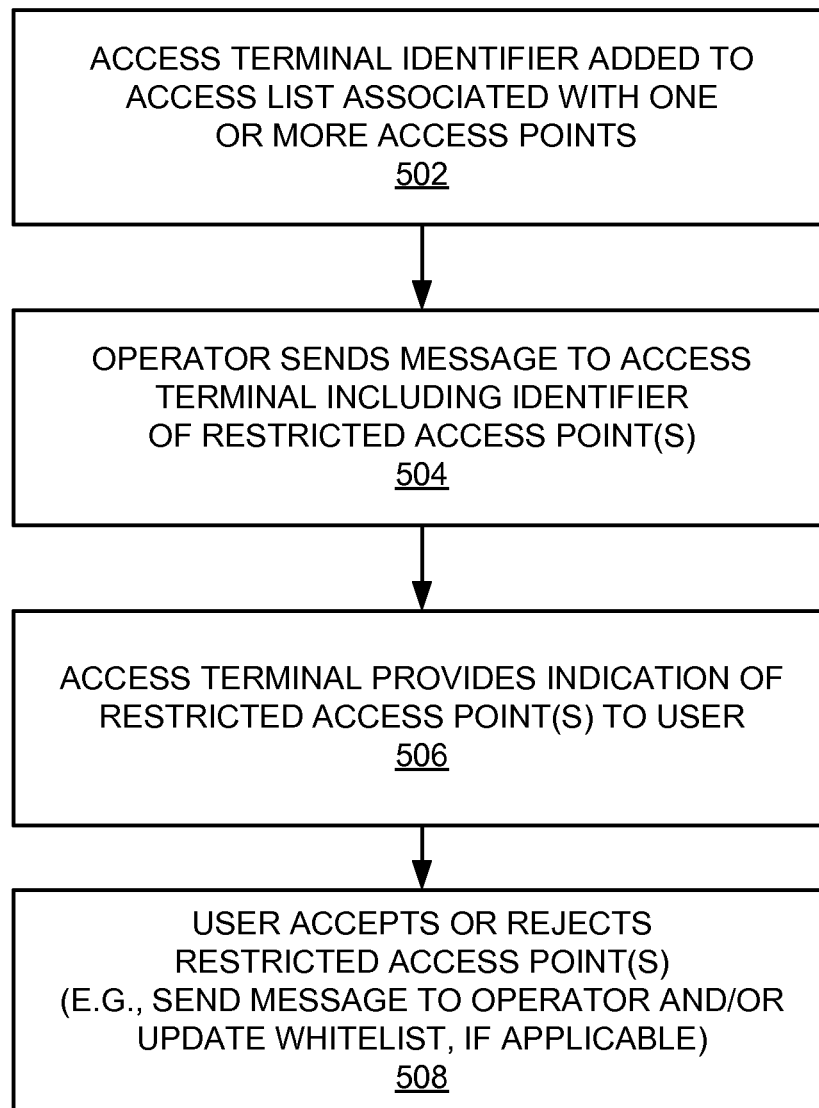 ACCESS TERMINAL IDENTIFIER ADDED TO
ACCESS LIST ASSOCIATED WITH ONE
OR MORE ACCESS POINTS
502
OPERATOR SENDS MESSAGE TO ACCESS
TERMINAL INCLUDING IDENTIFIER
OF RESTRICTED ACCESS POINT(S)
504
ACCESS TERMINAL PROVIDES INDICATION OF
RESTRICTED ACCESS POINT(S) TO USER
506
USER ACCEPTS OR REJECTS
RESTRICTED ACCESS POINT(S)
(E.G., SEND MESSAGE TO OPERATOR AND/OR
UPDATE WHITELIST, IF APPLICABLE)
508